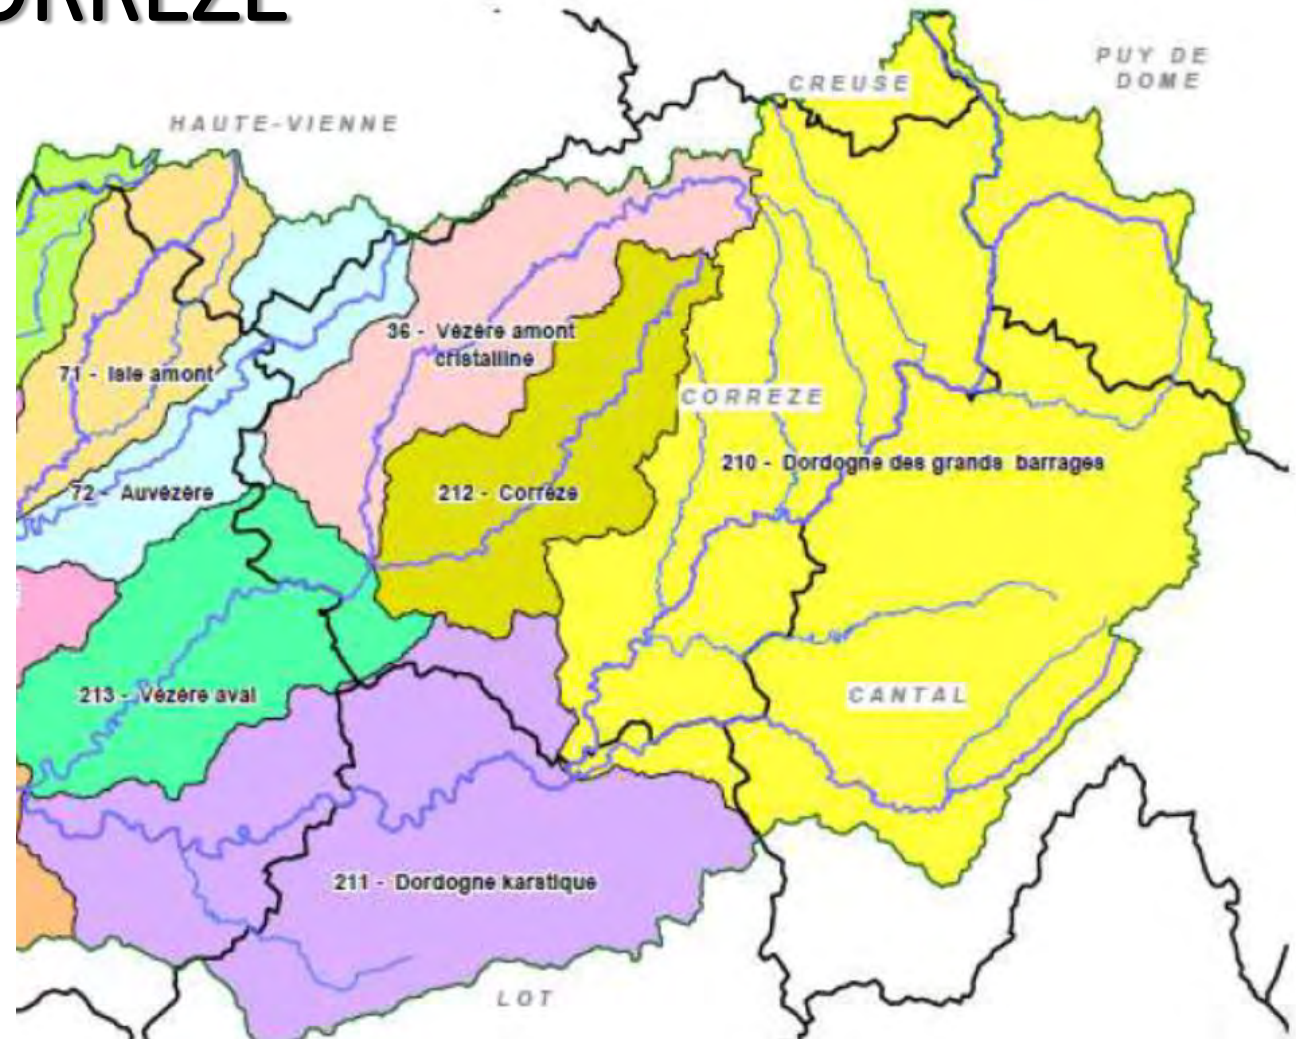 ORREZE
PUY DE
DOME
CREUSE
HAUTE-VIENNE
36 - Vézère amont
cristalline
71 - Isle amont
CORREZE
210 - Dordogne des grands barrages
72 - Auvézère
212 - Corrèze
213 - Vézère aval
CANTAL
211 - Dordogne karstique
LOT